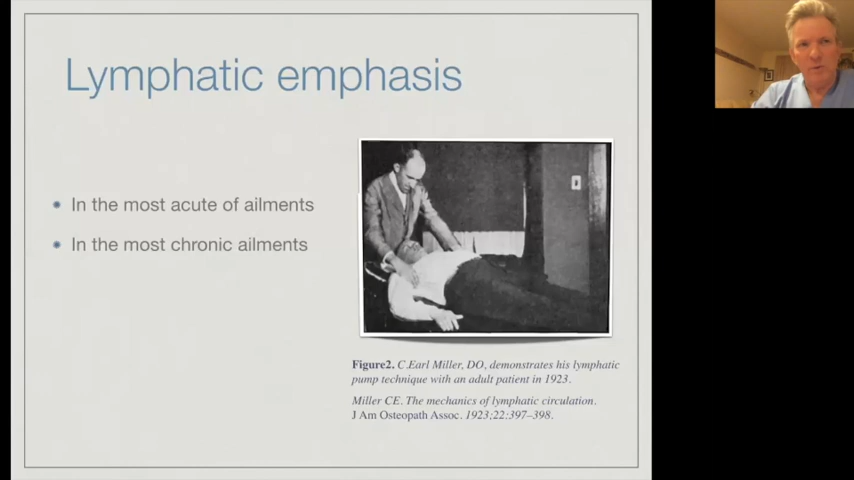 Lymphatic emphasis
In the most acute of ailments
In the most chronic ailments
Figure2. C.Earl Miller, DO, demonstrates his lymphatic
pump technique with an adult patient in 1923.
Miller CE. The mechanics of lymphatic circulation.
J Am Osteopath Assoc. 1923;22:397–398.